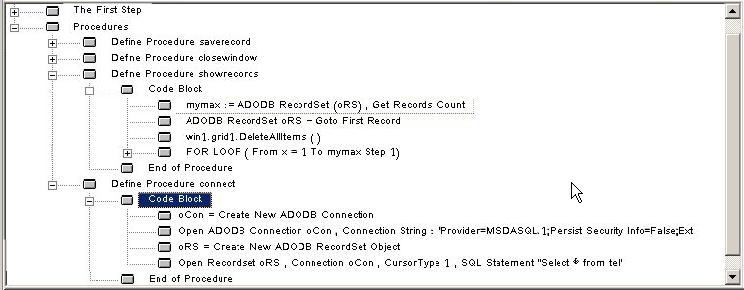 The First Step
Procedures
Define Procedure saverecord
Define Procedure closewindow
Define Procedure showrecorcs
Code Block
mymax := ADODB RecordSet (oRS) , Get Records Count
ADODB RecordSet oRS - Goto First Record
win1.grid1.DeleteAllItems ()
FOR LOOF ( From x = 1 To mymax Step 1)
End of Procedure
Define Procedure connect
Code Block
oCon = Create New ADODB Connection
Open ADODB Connection oCon , Connection String : 'Provider=MSDASQL.1;Persist Security Info=False;Ext
oRS = Create New ADODB RecordSet Object
Open Recordset oRS , Connection oCon , CursorType 1 , SQL Statement "Select * from tel"
End of Procedure